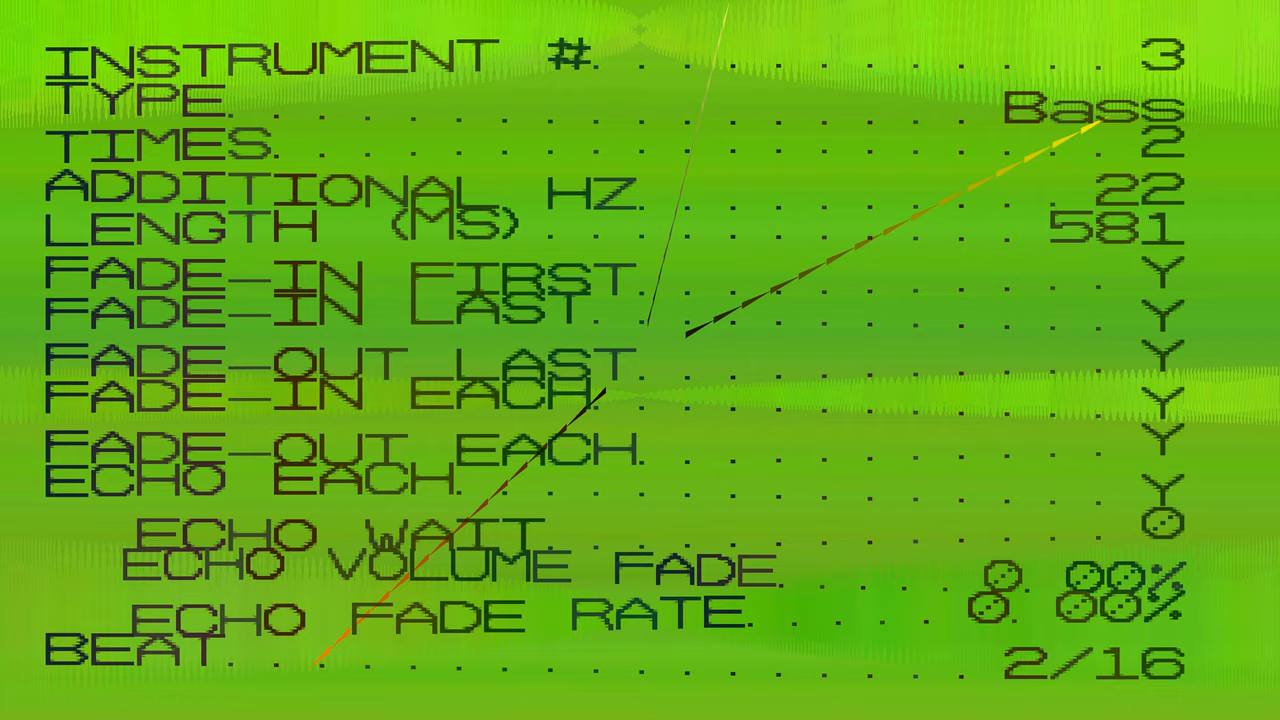 INSTRUMENT #. . . . . . . . . . . . 3
TYPE. . . . . . . . . . . . . . . . . . Bass
TIMES. . . . . . . . . . . . . . . . . . . 2
ADDITIONAL HZ. . . . . . . . . . 22
LENGTH (MS) . . . . . . . . . . . 581
FADE-IN FIRST. . . . . . . . . . . Y
FADE-IN LAST. . . . . . . . . . . . Y
FADE-OUT LAST. . . . . . . . . . . Y
FADE-IN EACH. . . . . . . . . . . . Y
FADE-OUT EACH. . . . . . . . . . . Y
ECHO EACH. . . . . . . . . . . . . . . Y
ECHO WAIT. . . . . . . . . . . . . 0
ECHO VOLUME FADE. . . . . 0.00%
ECHO FADE RATE. . . . . 0.00%
BEAT. . . . . . . . . . . . . . . . . 2/16